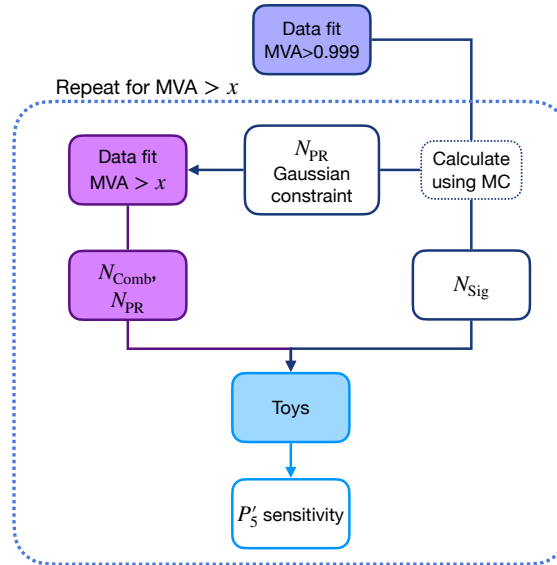 Data fit
MVA>0.999
Repeat for MVA > x
Data fit
MVA > x
N_PR
Gaussian
constraint
Calculate
using MC
N_Comb,
N_PR
N_Sig
Toys
P′_5 sensitivity